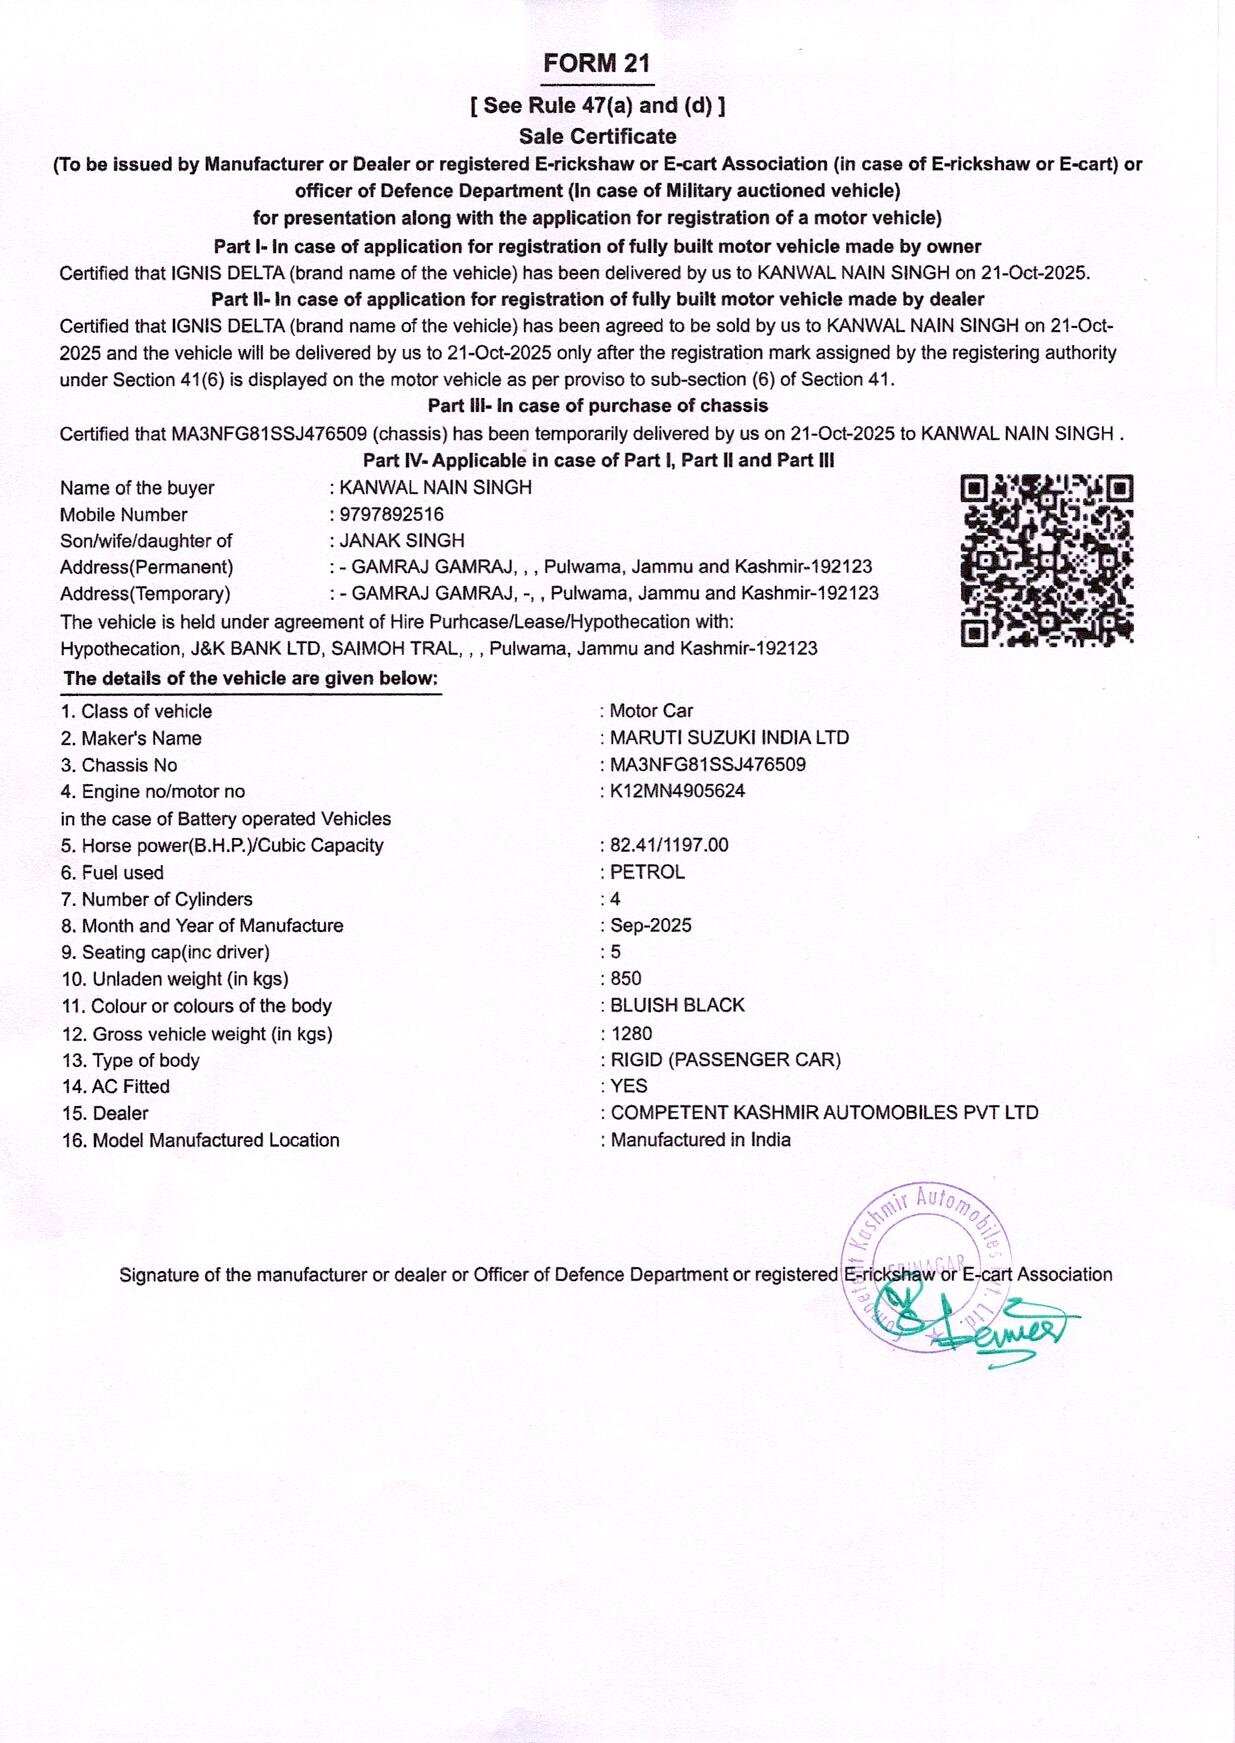 FORM 21
[ See Rule 47(a) and (d) ]
Sale Certificate
(To be issued by Manufacturer or Dealer or registered E-rickshaw or E-cart Association (in case of E-rickshaw or E-cart) or
officer of Defence Department (In case of Military auctioned vehicle)
for presentation along with the application for registration of a motor vehicle)
Part I- In case of application for registration of fully built motor vehicle made by owner
Certified that IGNIS DELTA (brand name of the vehicle) has been delivered by us to KANWAL NAIN SINGH on 21-Oct-2025.
Part II- In case of application for registration of fully built motor vehicle made by dealer
Certified that IGNIS DELTA (brand name of the vehicle) has been agreed to be sold by us to KANWAL NAIN SINGH on 21-Oct-
2025 and the vehicle will be delivered by us to 21-Oct-2025 only after the registration mark assigned by the registering authority
under Section 41(6) is displayed on the motor vehicle as per proviso to sub-section (6) of Section 41.
Part III- In case of purchase of chassis
Certified that MA3NFG81SSJ476509 (chassis) has been temporarily delivered by us on 21-Oct-2025 to KANWAL NAIN SINGH .
Part IV- Applicable in case of Part I, Part II and Part III
Name of the buyer : KANWAL NAIN SINGH
Mobile Number : 9797892516
Son/wife/daughter of : JANAK SINGH
Address(Permanent) : - GAMRAJ GAMRAJ, , , Pulwama, Jammu and Kashmir-192123
Address(Temporary) : - GAMRAJ GAMRAJ, -, , Pulwama, Jammu and Kashmir-192123
The vehicle is held under agreement of Hire Purhcase/Lease/Hypothecation with:
Hypothecation, J&K BANK LTD, SAIMOH TRAL, , , Pulwama, Jammu and Kashmir-192123
The details of the vehicle are given below:
1. Class of vehicle : Motor Car
2. Maker's Name : MARUTI SUZUKI INDIA LTD
3. Chassis No : MA3NFG81SSJ476509
4. Engine no/motor no : K12MN4905624
in the case of Battery operated Vehicles
5. Horse power(B.H.P.)/Cubic Capacity : 82.41/1197.00
6. Fuel used : PETROL
7. Number of Cylinders : 4
8. Month and Year of Manufacture : Sep-2025
9. Seating cap(inc driver) : 5
10. Unladen weight (in kgs) : 850
11. Colour or colours of the body : BLUISH BLACK
12. Gross vehicle weight (in kgs) : 1280
13. Type of body : RIGID (PASSENGER CAR)
14. AC Fitted : YES
15. Dealer : COMPETENT KASHMIR AUTOMOBILES PVT LTD
16. Model Manufactured Location : Manufactured in India
Competent Kashmir Automobiles Pvt. Ltd.
SRINAGAR
Signature of the manufacturer or dealer or Officer of Defence Department or registered E-rickshaw or E-cart Association